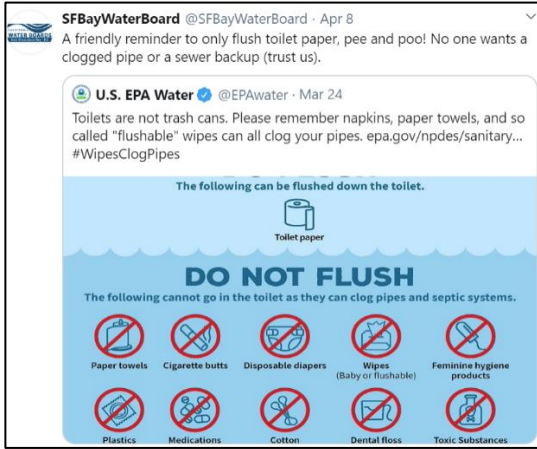 SFBayWaterBoard @SFBayWaterBoard · Apr 8
A friendly reminder to only flush toilet paper, pee and poo! No one wants a
clogged pipe or a sewer backup (trust us).
WATER BOARDS
U.S. EPA Water @EPAwater · Mar 24
Toilets are not trash cans. Please remember napkins, paper towels, and so
called "flushable" wipes can all clog your pipes. epa.gov/npdes/sanitary...
#WipesClogPipes
The following can be flushed down the toilet.
Toilet paper
DO NOT FLUSH
The following cannot go in the toilet as they can clog pipes and septic systems.
Paper towels Cigarette butts Disposable diapers Wipes Feminine hygiene
(Baby or flushable) products
Plastics Medications Cotton Dental floss Toxic Substances